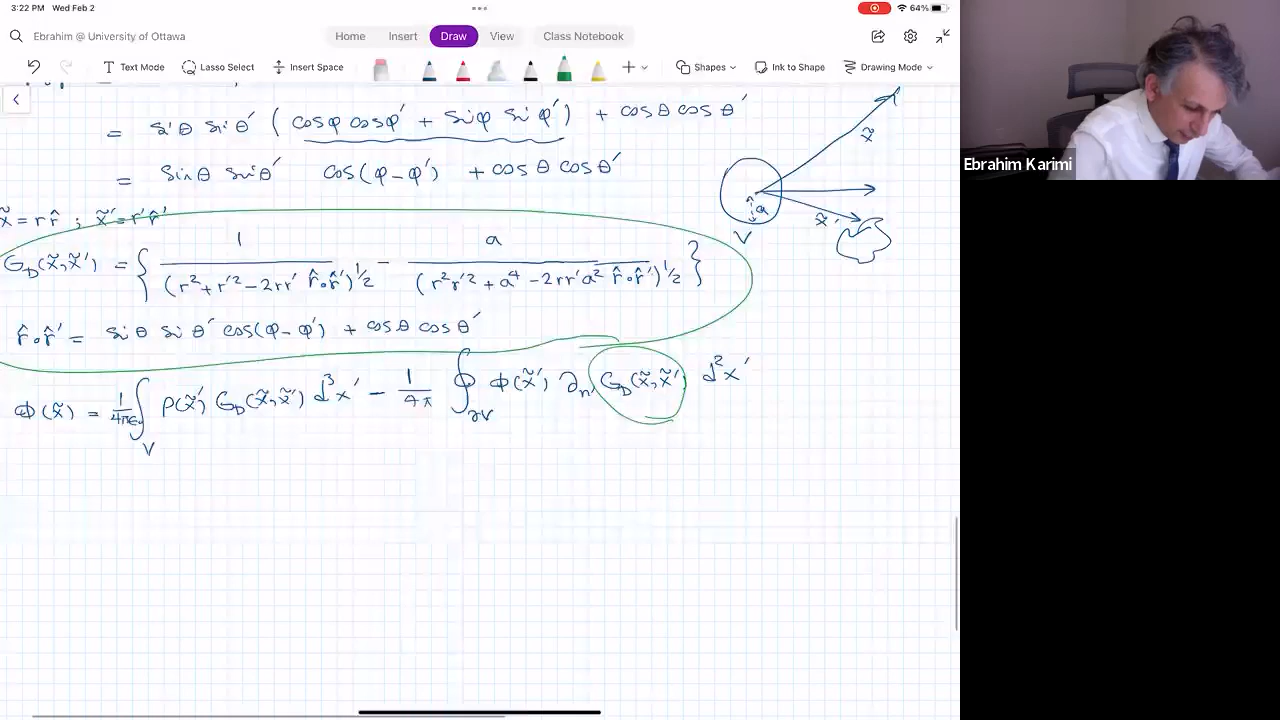 3:22 PM Wed Feb 2
64%
Ebrahim @ University of Ottawa
Home Insert Draw View Class Notebook
Text Mode Lasso Select Insert Space Shapes Ink to Shape Drawing Mode
= sinθ sinθ′ (cosφ cosφ′ + sinφ sinφ′) + cosθ cosθ′
= sinθ sinθ′ cos(φ-φ′) + cosθ cosθ′
x̃ = r r̂ ; x̃′ = r′ r̂′
G_D(x̃,x̃′) = { 1/(r² + r′² - 2rr′ r̂∘r̂′)^½ - a/(r²r′² + a⁴ - 2rr′a² r̂∘r̂′)^½ }
r̂∘r̂′ = sinθ sinθ′ cos(φ-φ′) + cosθ cosθ′
Φ(x̃) = 1/4πε₀ ∫_V ρ(x̃′) G_D(x̃,x̃′) d³x′ - 1/4π ∮_∂V Φ(x̃′) ∂_n′ G_D(x̃,x̃′) d²x′
x̃
a
x̃′
V
Ebrahim Karimi